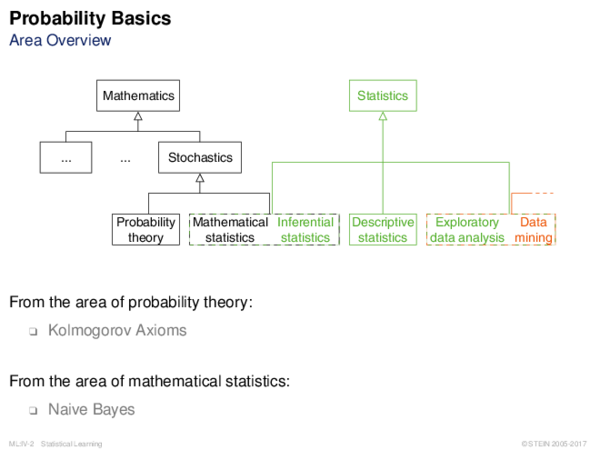 Probability Basics
Area Overview
Mathematics
Statistics
...
...
Stochastics
Probability
theory
Mathematical
statistics
Inferential
statistics
Descriptive
statistics
Exploratory
data analysis
Data
mining
From the area of probability theory:
❑ Kolmogorov Axioms
From the area of mathematical statistics:
❑ Naive Bayes
ML:IV-2 Statistical Learning
© STEIN 2005-2017